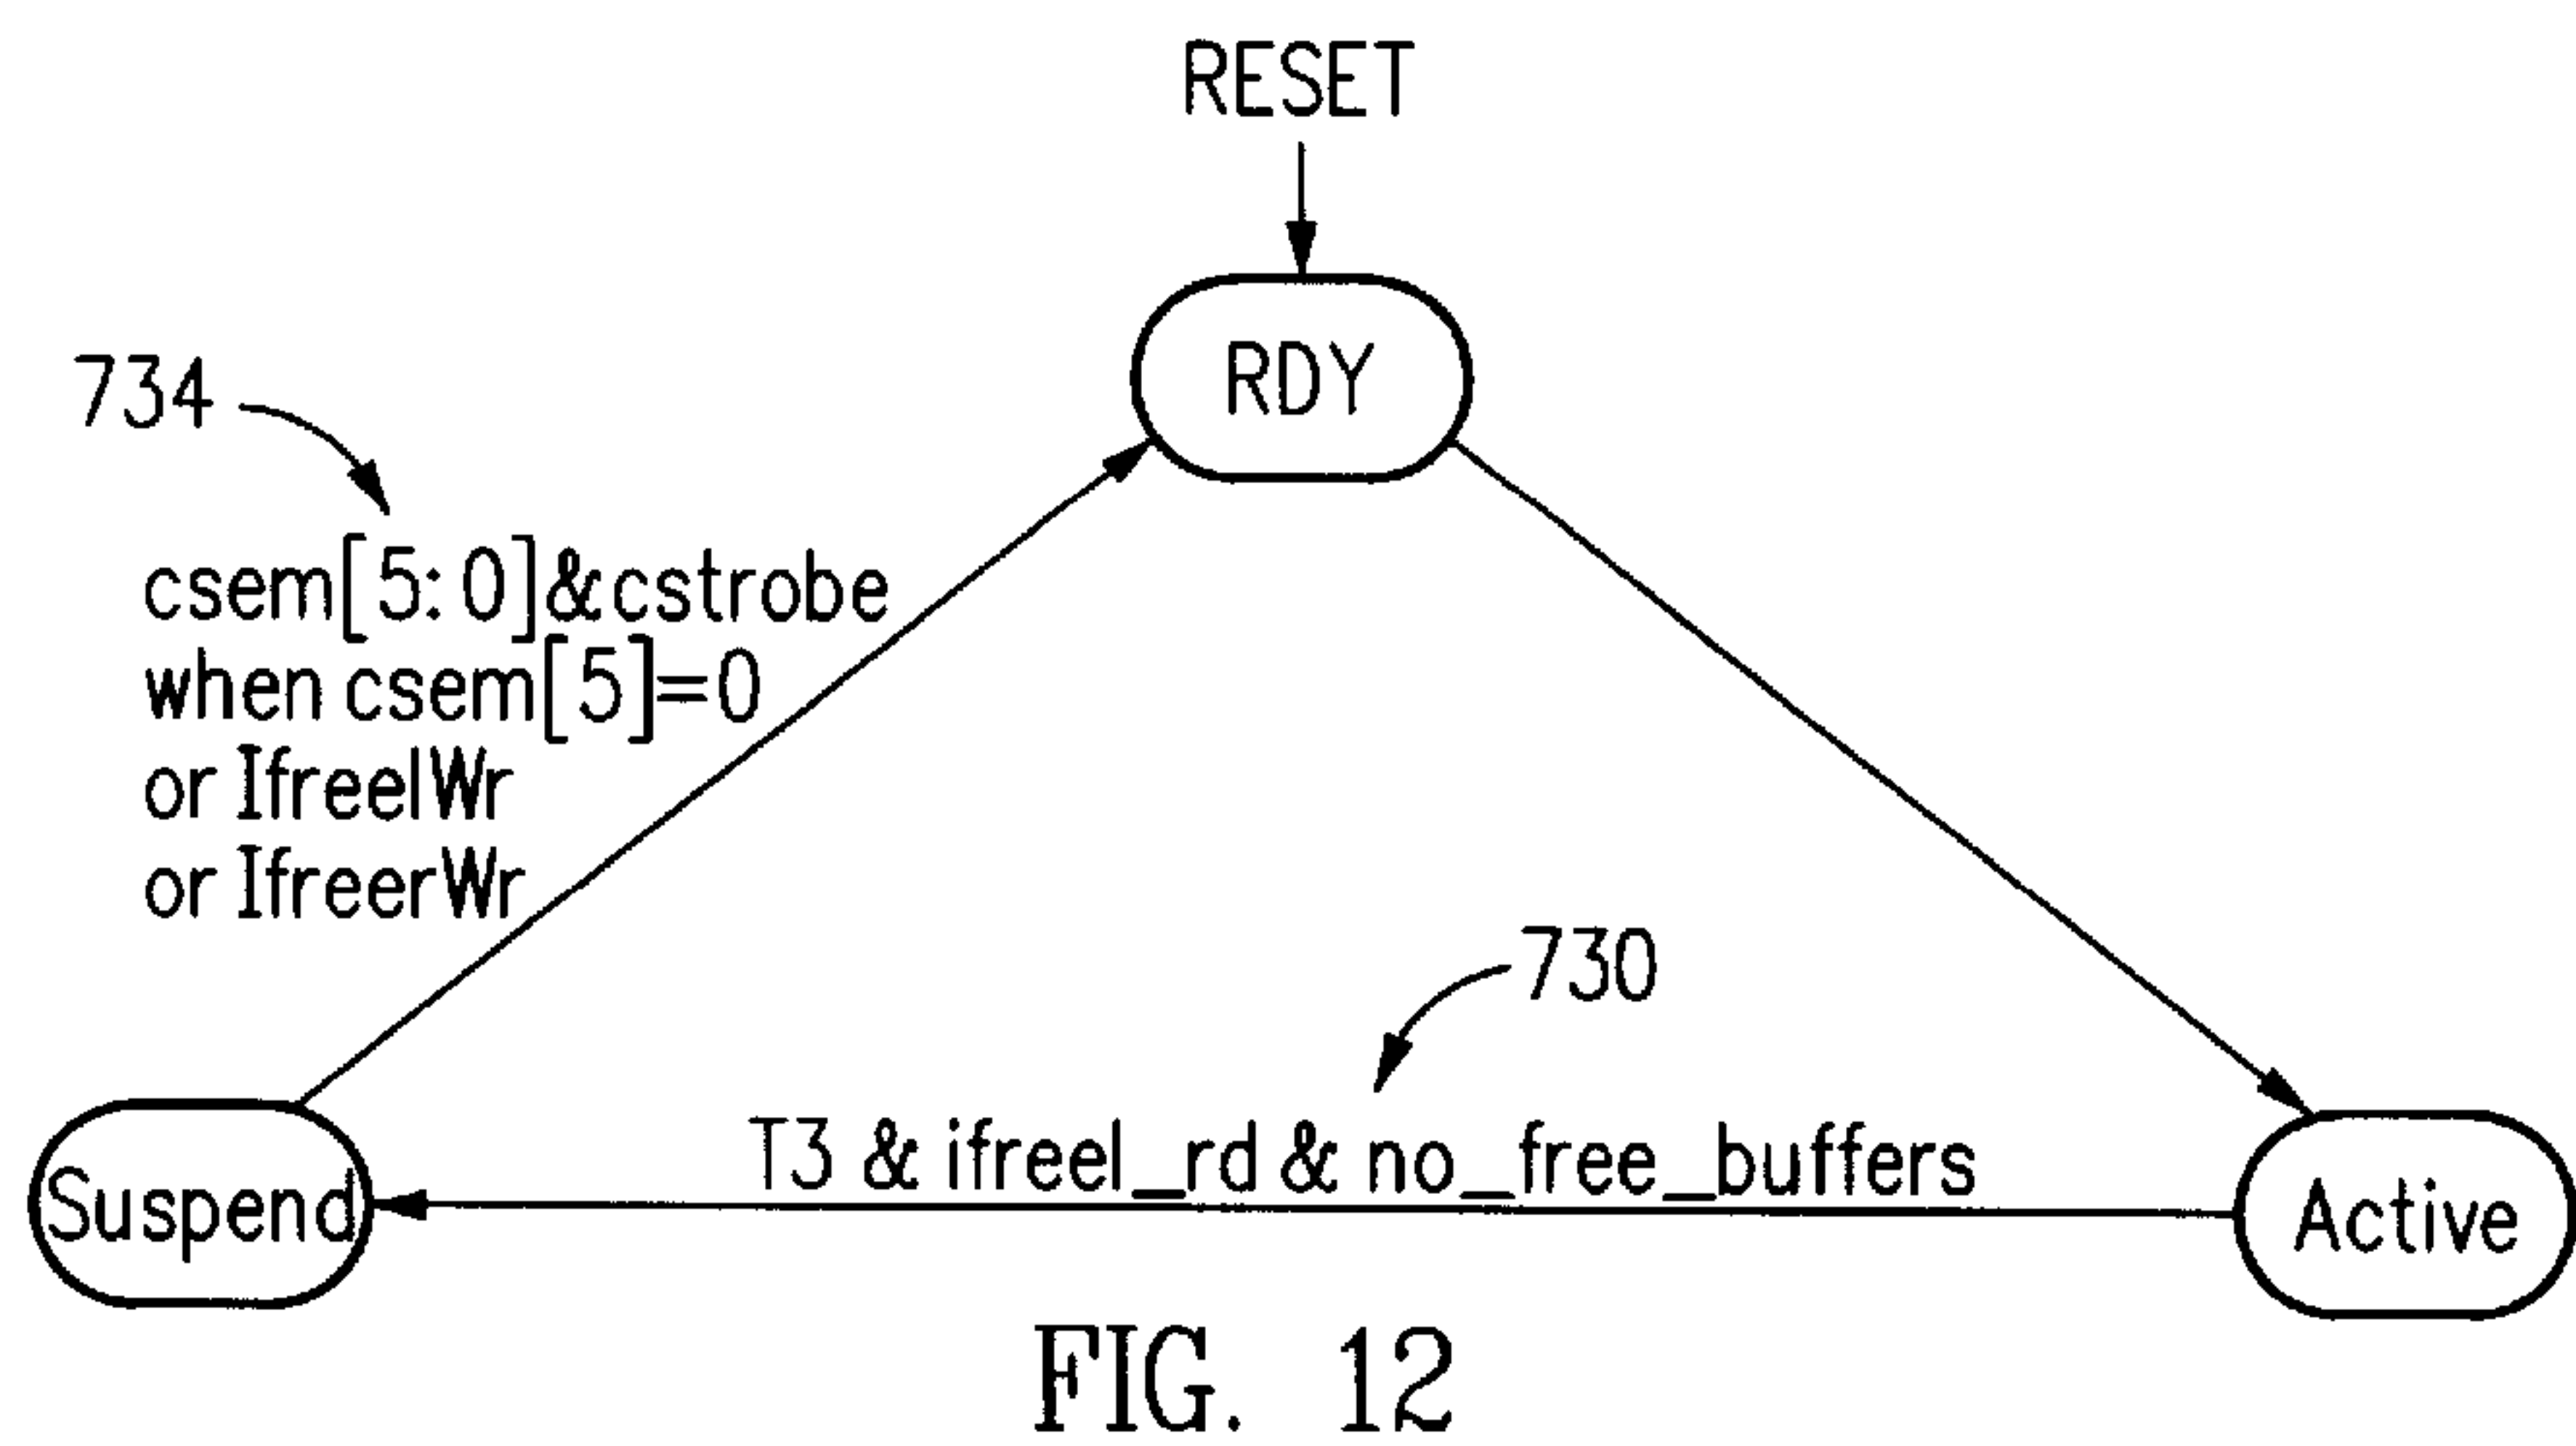 RESET
RDY
734
csem[5:0]&cstrobe
when csem[5]=0
or IfreelWr
or IfreerWr
730
T3 & ifreel_rd & no_free_buffers
Suspend
Active
FIG. 12